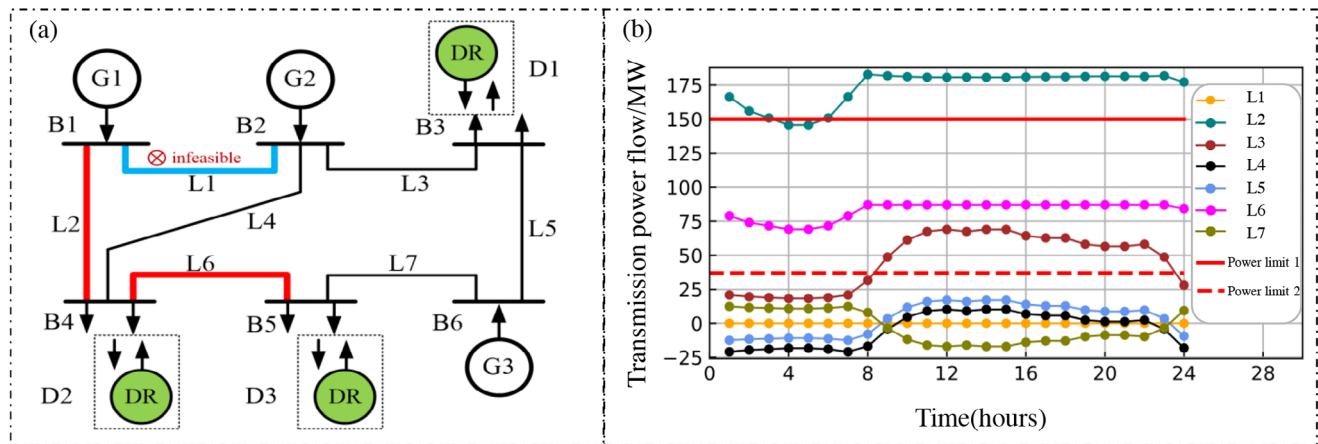 (a)
DR
D1
G1
G2
B1
B2
B3
infeasible
L1
L3
L2
L4
L5
L6
L7
B4
B5
B6
D2
DR
D3
DR
G3
(b)
Transmission power flow/MW
175
150
125
100
75
50
25
0
−25
0
4
8
12
16
20
24
28
Time(hours)
L1
L2
L3
L4
L5
L6
L7
Power limit 1
Power limit 2